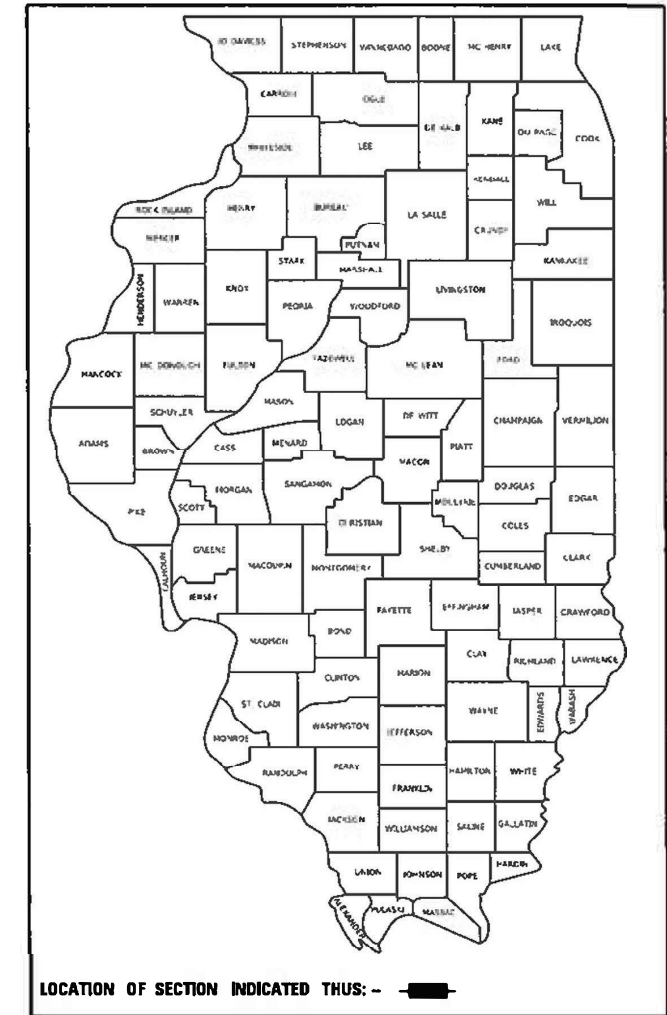 JO DAVIESS STEPHENSON WINNEBAGO BOONE MC HENRY LAKE
CARROLL OGLE DE KALB KANE DU PAGE COOK
WHITESIDE LEE
KENDALL
WILL
ROCK ISLAND HENRY BUREAU LA SALLE GRUNDY
MERCER PUTNAM
STARK MARSHALL KANKAKEE
HENDERSON WARREN KNOX PEORIA WOODFORD LIVINGSTON
IROQUOIS
HANCOCK MC DONOUGH FULTON TAZEWELL MC LEAN FORD
MASON
SCHUYLER LOGAN DE WITT CHAMPAIGN VERMILION
ADAMS BROWN CASS MENARD PIATT
MACON
PIKE SCOTT MORGAN SANGAMON MOULTRIE DOUGLAS EDGAR
CHRISTIAN COLES
CALHOUN GREENE MACOUPIN MONTGOMERY SHELBY CUMBERLAND CLARK
JERSEY
FAYETTE EFFINGHAM JASPER CRAWFORD
MADISON BOND
CLAY RICHLAND LAWRENCE
CLINTON MARION
ST. CLAIR WAYNE EDWARDS WABASH
MONROE WASHINGTON JEFFERSON
RANDOLPH PERRY HAMILTON WHITE
FRANKLIN
JACKSON WILLIAMSON SALINE GALLATIN
UNION JOHNSON POPE HARDIN
ALEXANDER PULASKI MASSAC
LOCATION OF SECTION INDICATED THUS: -